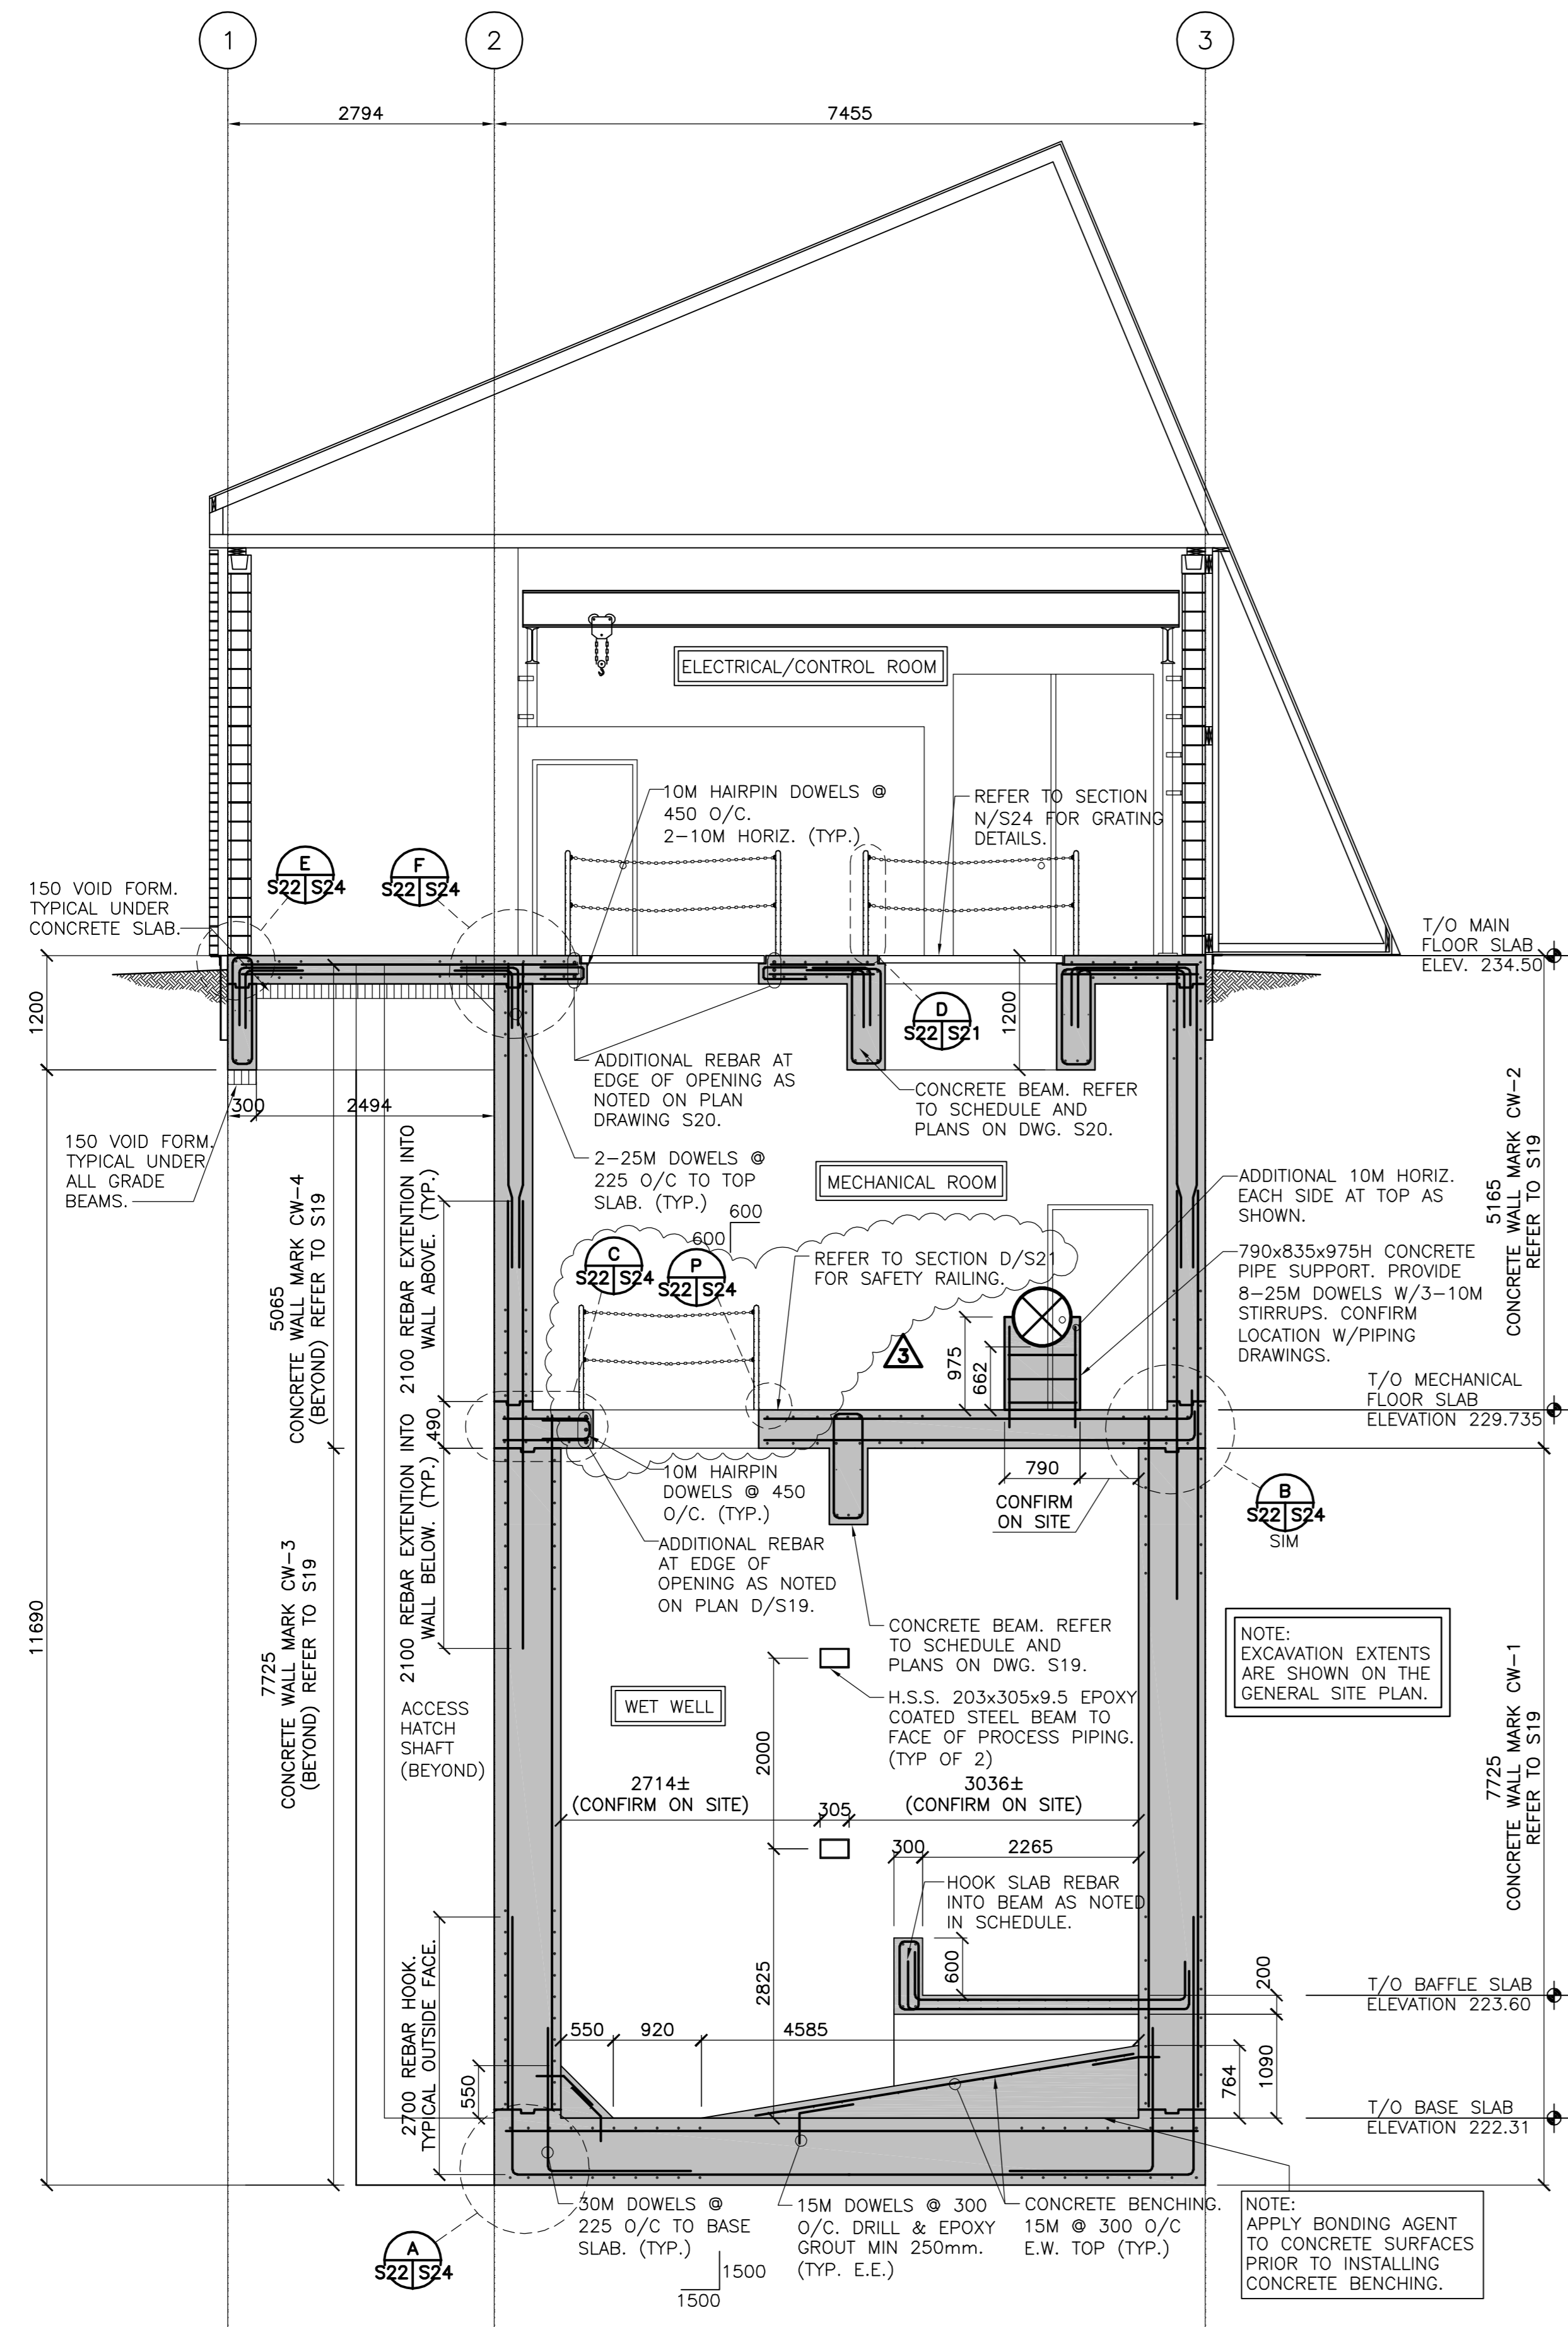 1
2
3
2794
7455
ELECTRICAL/CONTROL ROOM
10M HAIRPIN DOWELS @
450 O/C.
2-10M HORIZ. (TYP.)
REFER TO SECTION
N/S24 FOR GRATING
DETAILS.
E
S22 S24
F
S22 S24
150 VOID FORM.
TYPICAL UNDER
CONCRETE SLAB.
T/O MAIN
FLOOR SLAB
ELEV. 234.50
1200
D
S22 S21
1200
ADDITIONAL REBAR AT
EDGE OF OPENING AS
NOTED ON PLAN
DRAWING S20.
CONCRETE BEAM. REFER
TO SCHEDULE AND
PLANS ON DWG. S20.
300
2494
150 VOID FORM.
TYPICAL UNDER
ALL GRADE
BEAMS.
2-25M DOWELS @
225 O/C TO TOP
SLAB. (TYP.)
MECHANICAL ROOM
ADDITIONAL 10M HORIZ.
EACH SIDE AT TOP AS
SHOWN.
5165
CONCRETE WALL MARK CW-2
REFER TO S19
5065
CONCRETE WALL MARK CW-4
(BEYOND) REFER TO S19
2100 REBAR EXTENTION INTO
WALL ABOVE. (TYP.)
600
600
C
S22 S24
P
S22 S24
REFER TO SECTION D/S21
FOR SAFETY RAILING.
790x835x975H CONCRETE
PIPE SUPPORT. PROVIDE
8-25M DOWELS W/3-10M
STIRRUPS. CONFIRM
LOCATION W/PIPING
DRAWINGS.
3
975
662
T/O MECHANICAL
FLOOR SLAB
ELEVATION 229.735
490
2100 REBAR EXTENTION INTO
WALL BELOW. (TYP.)
10M HAIRPIN
DOWELS @ 450
O/C. (TYP.)
790
CONFIRM
ON SITE
B
S22 S24
SIM
ADDITIONAL REBAR
AT EDGE OF
OPENING AS NOTED
ON PLAN D/S19.
11690
7725
CONCRETE WALL MARK CW-3
(BEYOND) REFER TO S19
CONCRETE BEAM. REFER
TO SCHEDULE AND
PLANS ON DWG. S19.
NOTE:
EXCAVATION EXTENTS
ARE SHOWN ON THE
GENERAL SITE PLAN.
7725
CONCRETE WALL MARK CW-1
REFER TO S19
ACCESS
HATCH
SHAFT
(BEYOND)
WET WELL
H.S.S. 203x305x9.5 EPOXY
COATED STEEL BEAM TO
FACE OF PROCESS PIPING.
(TYP OF 2)
2000
2714±
(CONFIRM ON SITE)
305
3036±
(CONFIRM ON SITE)
300
2265
HOOK SLAB REBAR
INTO BEAM AS NOTED
IN SCHEDULE.
2700 REBAR HOOK.
TYPICAL OUTSIDE FACE.
2825
600
200
T/O BAFFLE SLAB
ELEVATION 223.60
550
920
4585
550
764
1090
T/O BASE SLAB
ELEVATION 222.31
30M DOWELS @
225 O/C TO BASE
SLAB. (TYP.)
15M DOWELS @ 300
O/C. DRILL & EPOXY
GROUT MIN 250mm.
(TYP. E.E.)
CONCRETE BENCHING.
15M @ 300 O/C
E.W. TOP (TYP.)
NOTE:
APPLY BONDING AGENT
TO CONCRETE SURFACES
PRIOR TO INSTALLING
CONCRETE BENCHING.
A
S22 S24
1500
1500